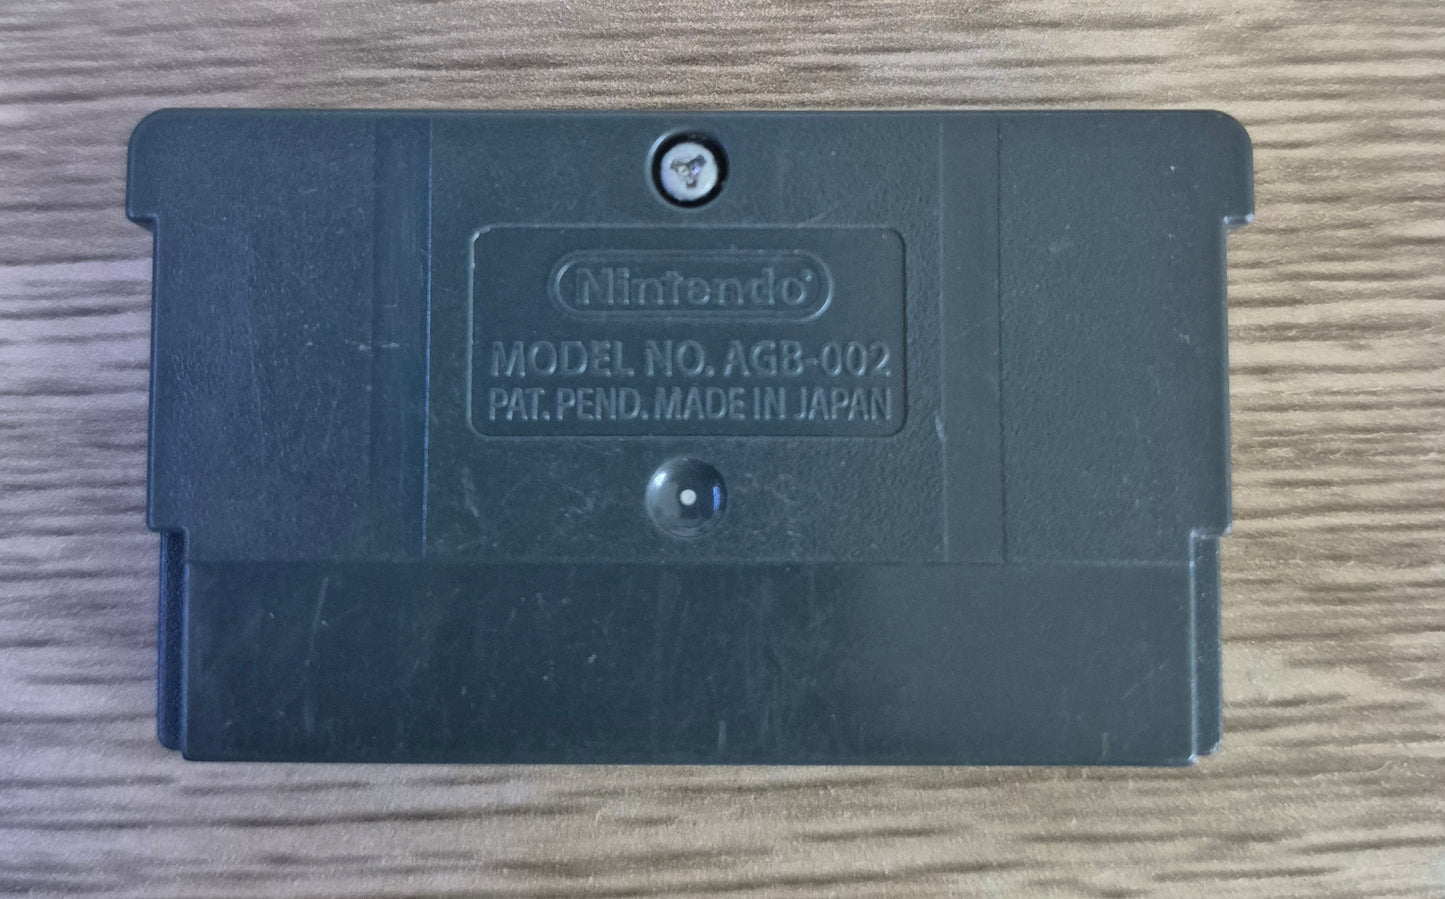 Nintendo®
MODEL NO. AGB-002
PAT. PEND. MADE IN JAPAN